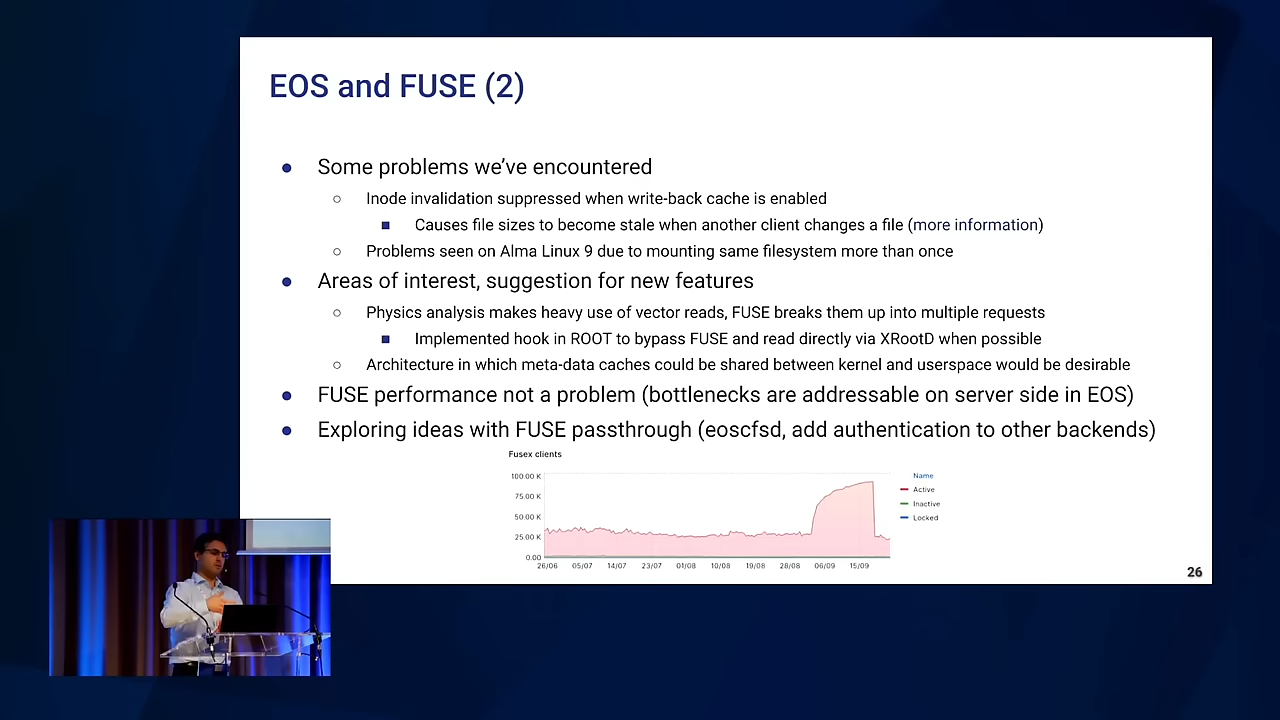 EOS and FUSE (2)
● Some problems we've encountered
○ Inode invalidation suppressed when write-back cache is enabled
■ Causes file sizes to become stale when another client changes a file (more information)
○ Problems seen on Alma Linux 9 due to mounting same filesystem more than once
● Areas of interest, suggestion for new features
○ Physics analysis makes heavy use of vector reads, FUSE breaks them up into multiple requests
■ Implemented hook in ROOT to bypass FUSE and read directly via XRootD when possible
○ Architecture in which meta-data caches could be shared between kernel and userspace would be desirable
● FUSE performance not a problem (bottlenecks are addressable on server side in EOS)
● Exploring ideas with FUSE passthrough (eoscfsd, add authentication to other backends)
Fusex clients
100.00 K
75.00 K
50.00 K
25.00 K
0.00
26/06 05/07 14/07 23/07 01/08 10/08 19/08 28/08 06/09 15/09
Name
Active
Inactive
Locked
26